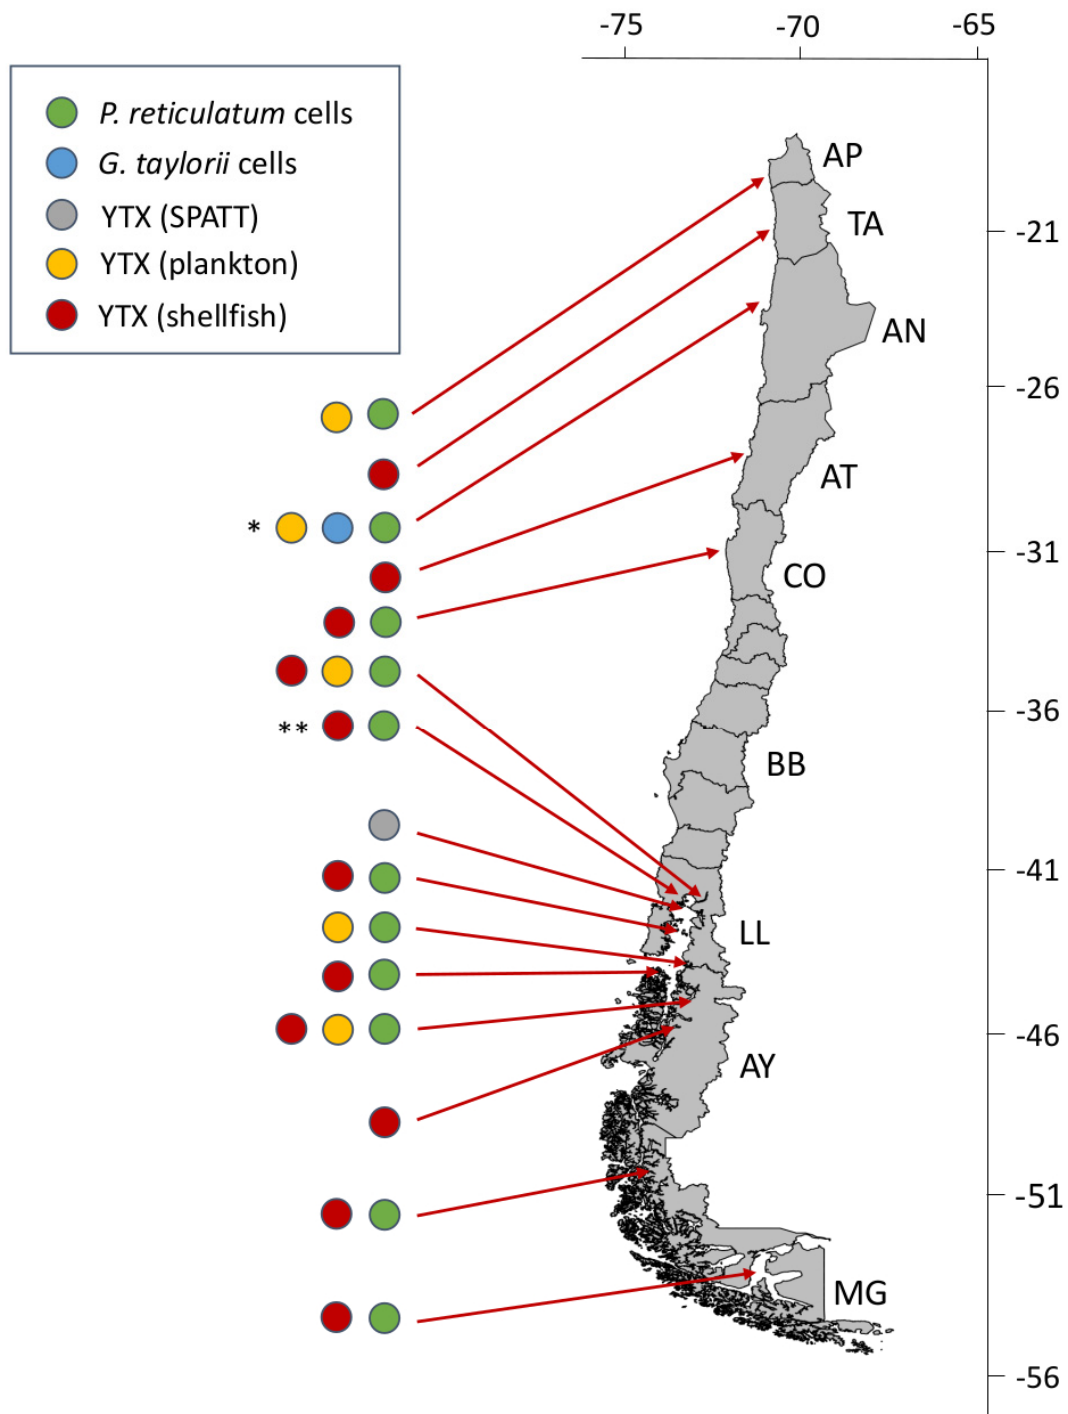 -75 -70 -65
P. reticulatum cells
G. taylorii cells
YTX (SPATT)
YTX (plankton)
YTX (shellfish)
AP
TA
-21
AN
-26
AT
*
-31
CO
-36
**
BB
-41
LL
-46
AY
-51
MG
-56